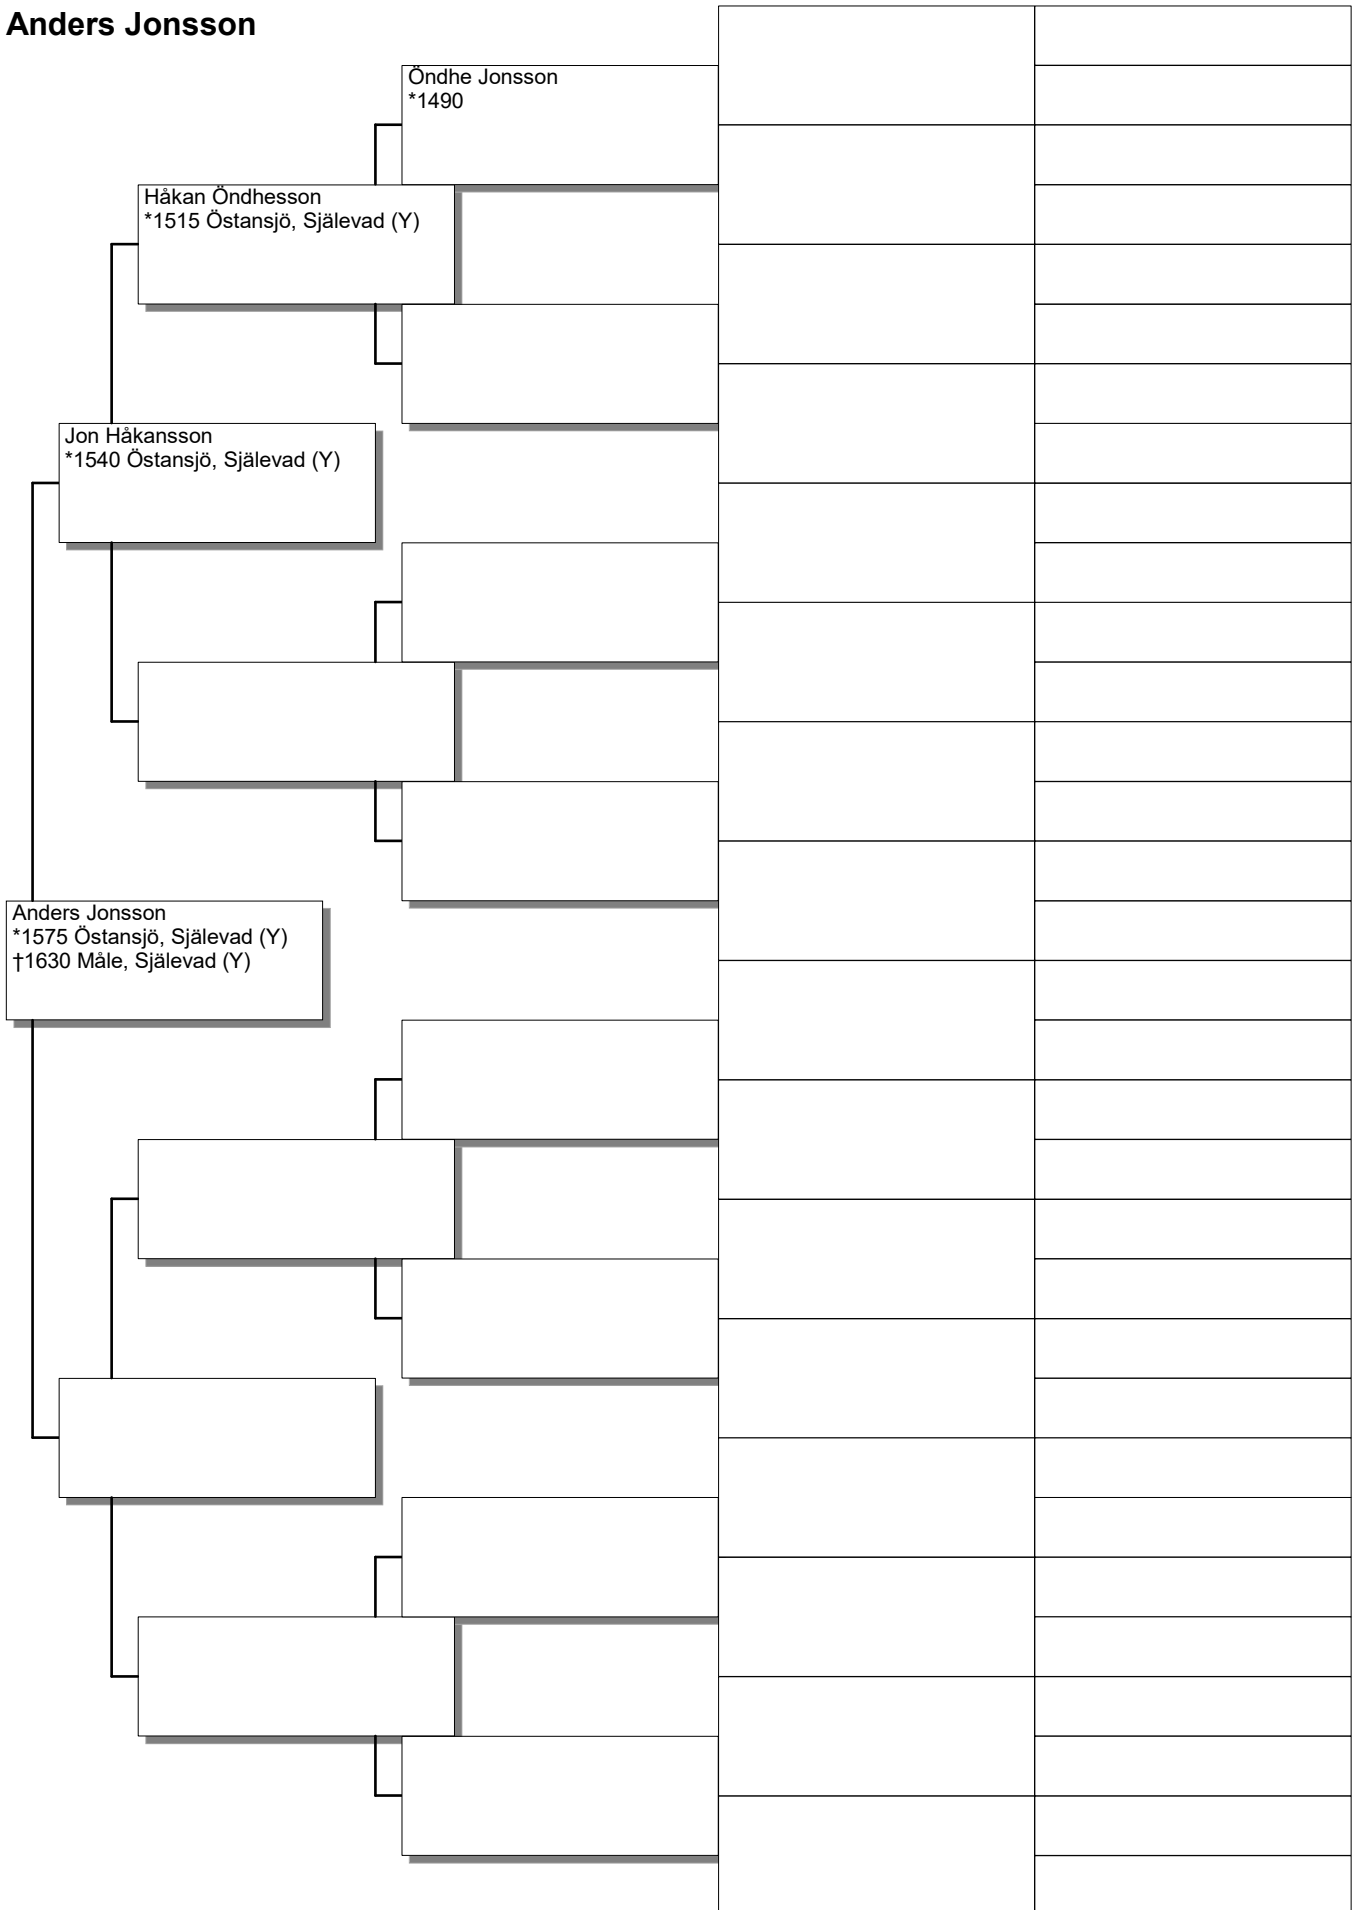 Anders Jonsson
Öndhe Jonsson
*1490
Håkan Öndhesson
*1515 Östansjö, Själevad (Y)
Jon Håkansson
*1540 Östansjö, Själevad (Y)
Anders Jonsson
*1575 Östansjö, Själevad (Y)
†1630 Måle, Själevad (Y)